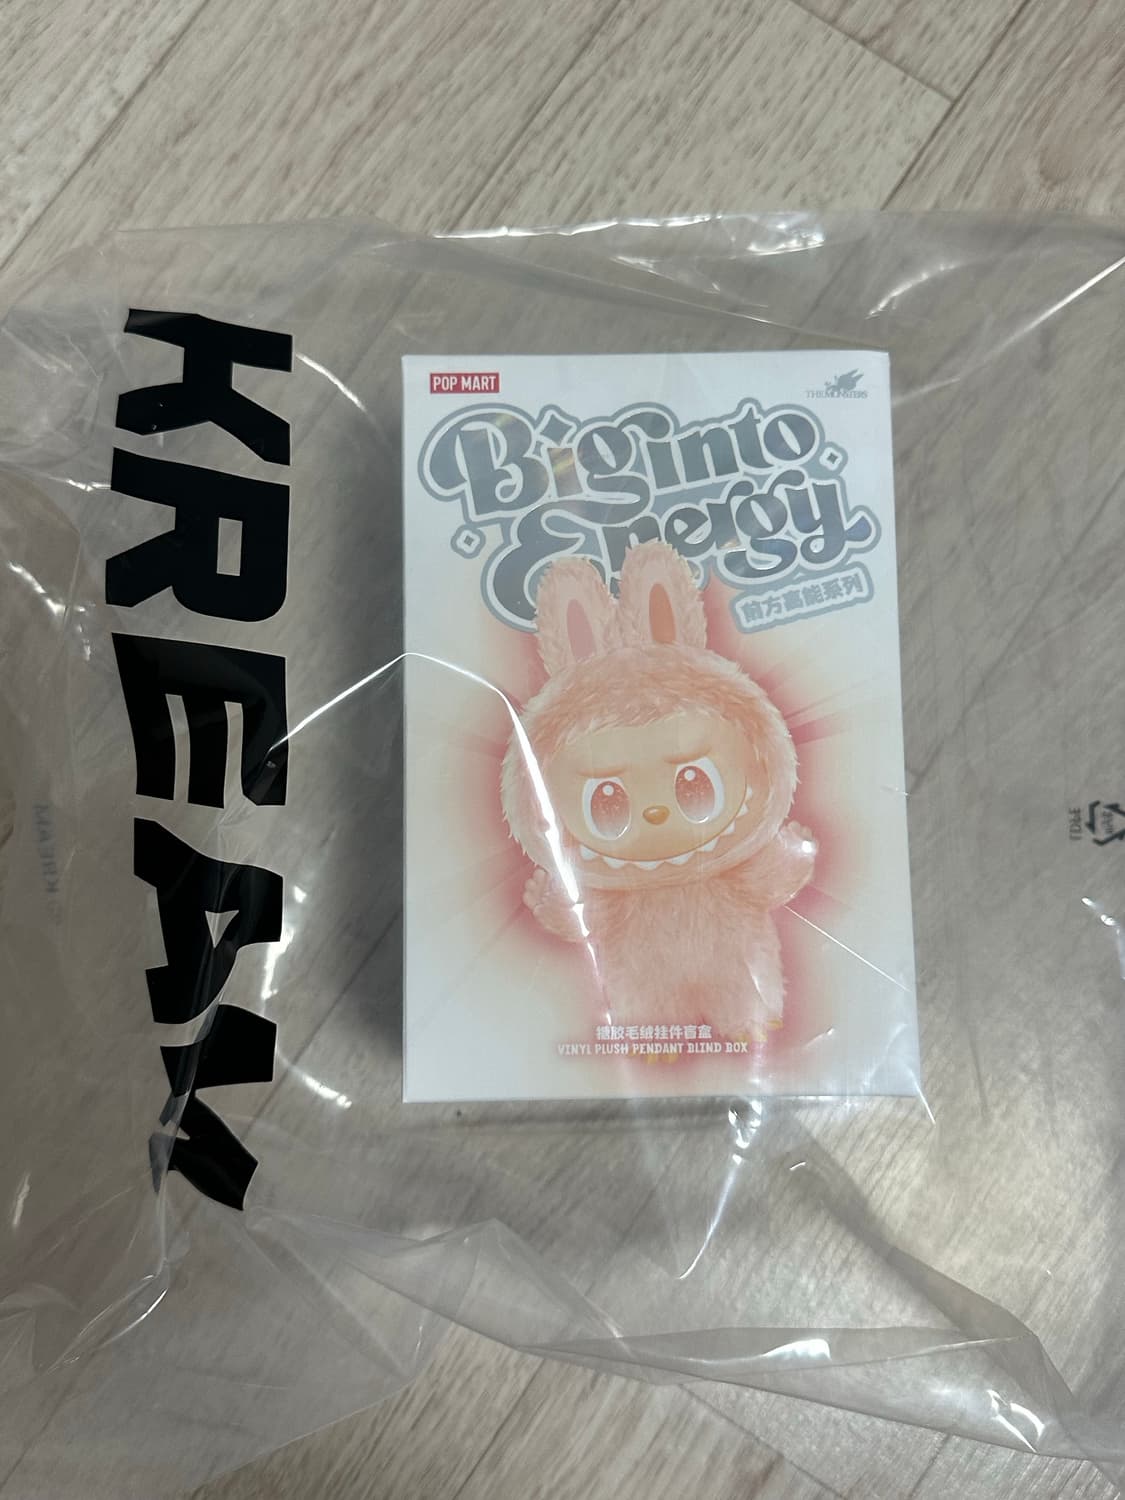 KREAM
POP MART
THE MONSTERS
Big into
Energy
前方高能系列
搪胶毛绒挂件盲盒
VINYL PLUSH PENDANT BLIND BOX
LDPE